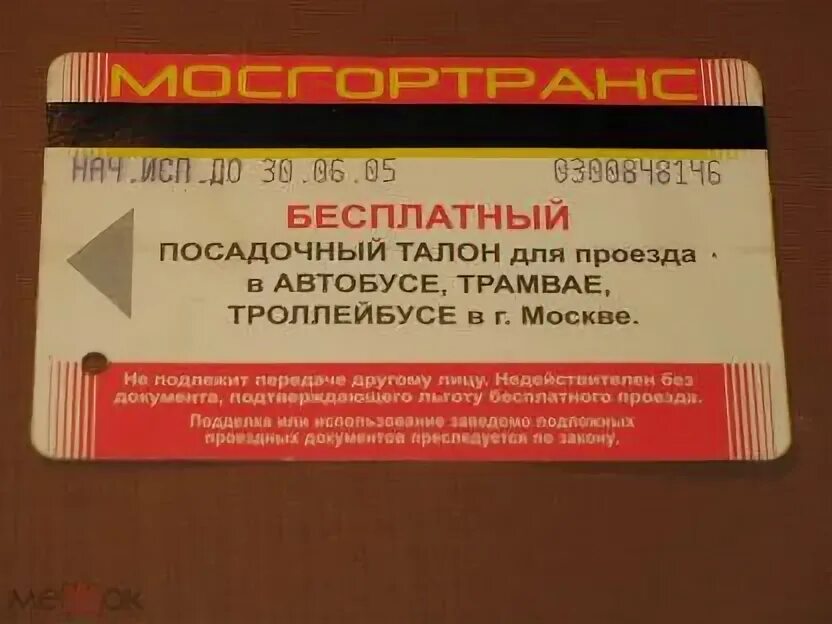 МОСГОРТРАНС
НАЧ.ИСП.ДО 30.06.05 0300848146
БЕСПЛАТНЫЙ
ПОСАДОЧНЫЙ ТАЛОН для проезда
в АВТОБУСЕ, ТРАМВАЕ,
ТРОЛЛЕЙБУСЕ в г. Москве.
Не подлежит передаче другому лицу. Недействителен без
документа, подтверждающего льготу бесплатного проезда.
Подделка или использование заведомо подложных
проездных документов преследуется по закону.